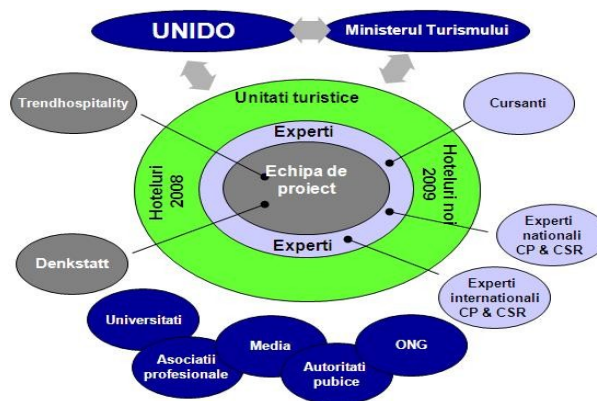 UNIDO
Ministerul Turismului
Trendhospitality
Unitati turistice
Cursanti
Experti
Echipa de
proiect
Hoteluri
2008
Hoteluri noi
2009
Experti
Experti
nationali
CP & CSR
Denkstatt
Experti
internationali
CP & CSR
Universitati
Asociatii
profesionale
Media
Autoritati
pubice
ONG